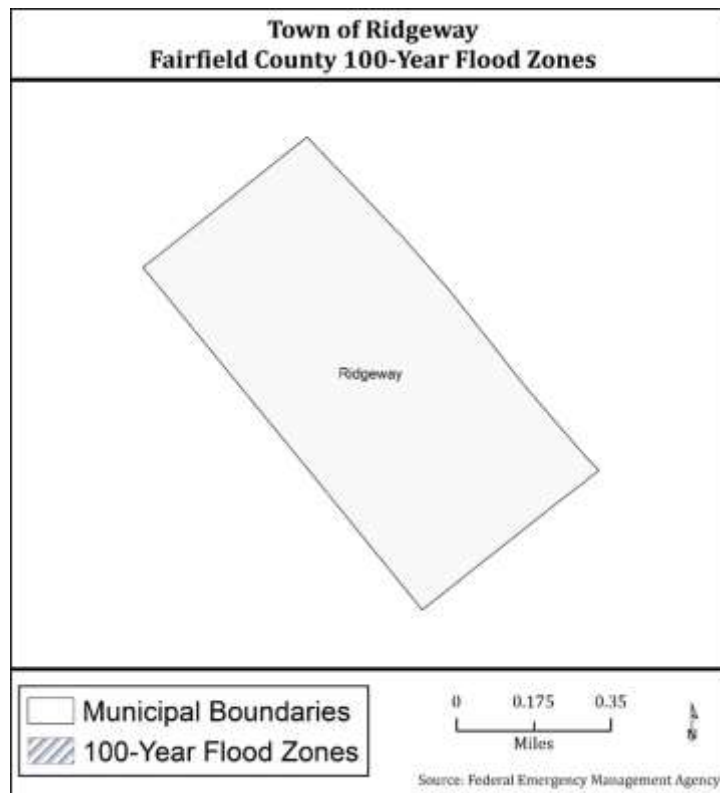 Town of Ridgeway
Fairfield County 100-Year Flood Zones
Ridgeway
Municipal Boundaries
100-Year Flood Zones
0 0.175 0.35
Miles
N
Source: Federal Emergency Management Agency